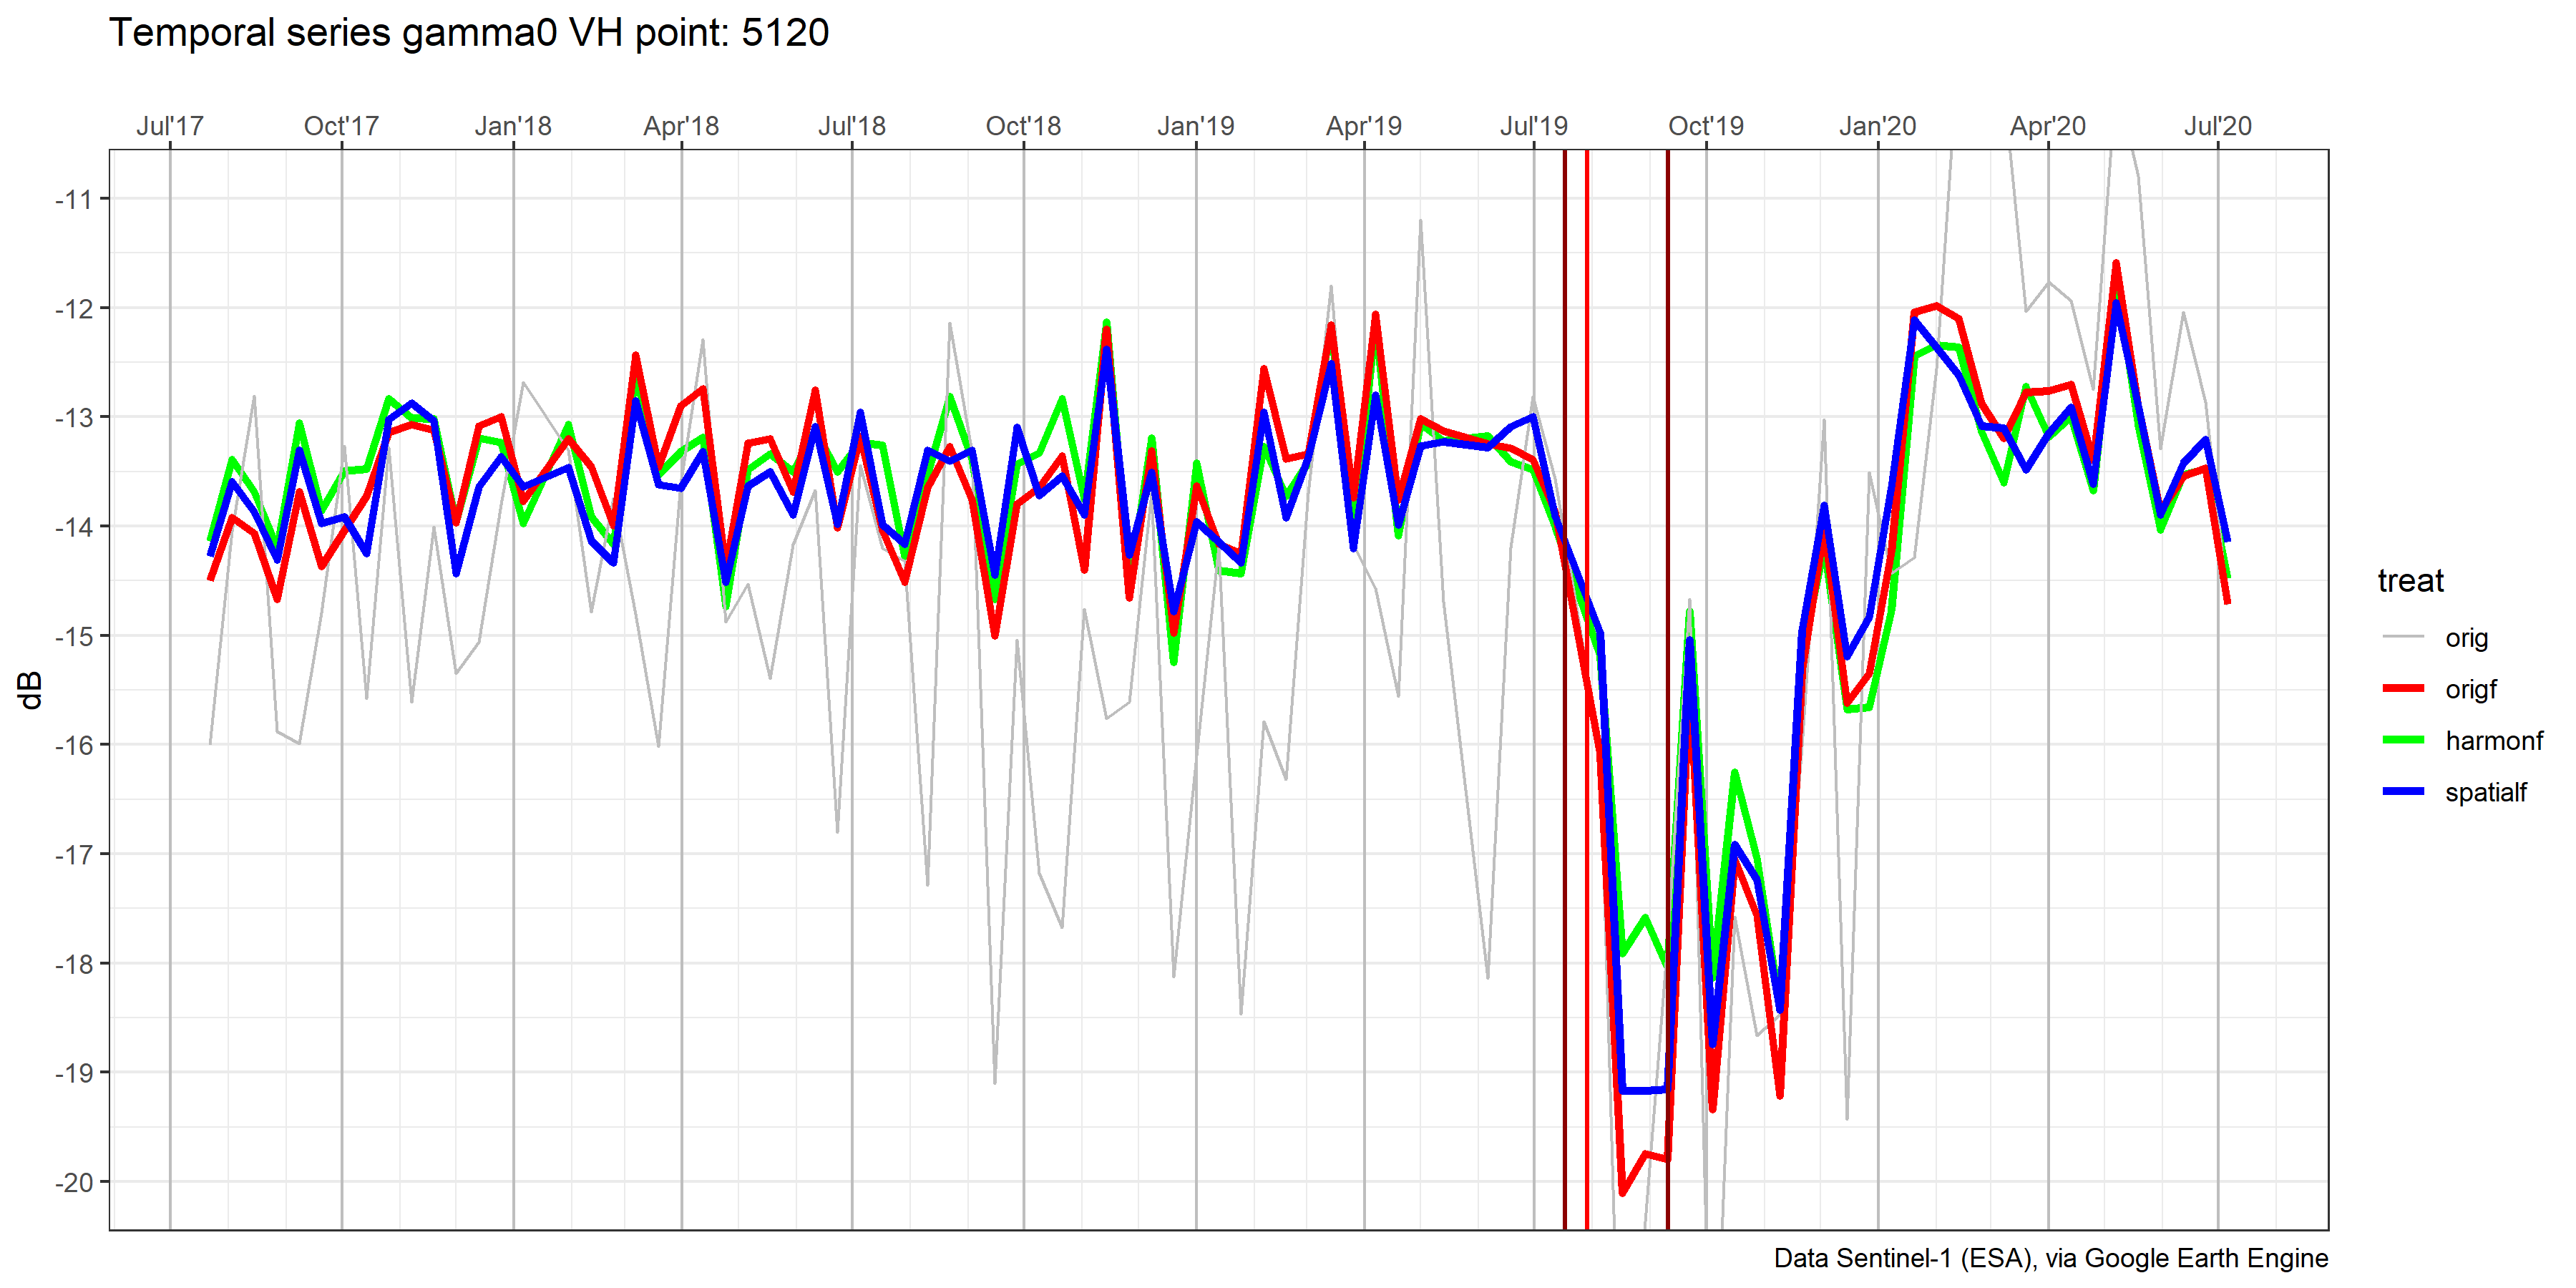 Temporal series gamma0 VH point: 5120
Jul'17 Oct'17 Jan'18 Apr'18 Jul'18 Oct'18 Jan'19 Apr'19 Jul'19 Oct'19 Jan'20 Apr'20 Jul'20
-11
-12
-13
-14
-15
-16
-17
-18
-19
-20
dB
treat
orig
origf
harmonf
spatialf
Data Sentinel-1 (ESA), via Google Earth Engine